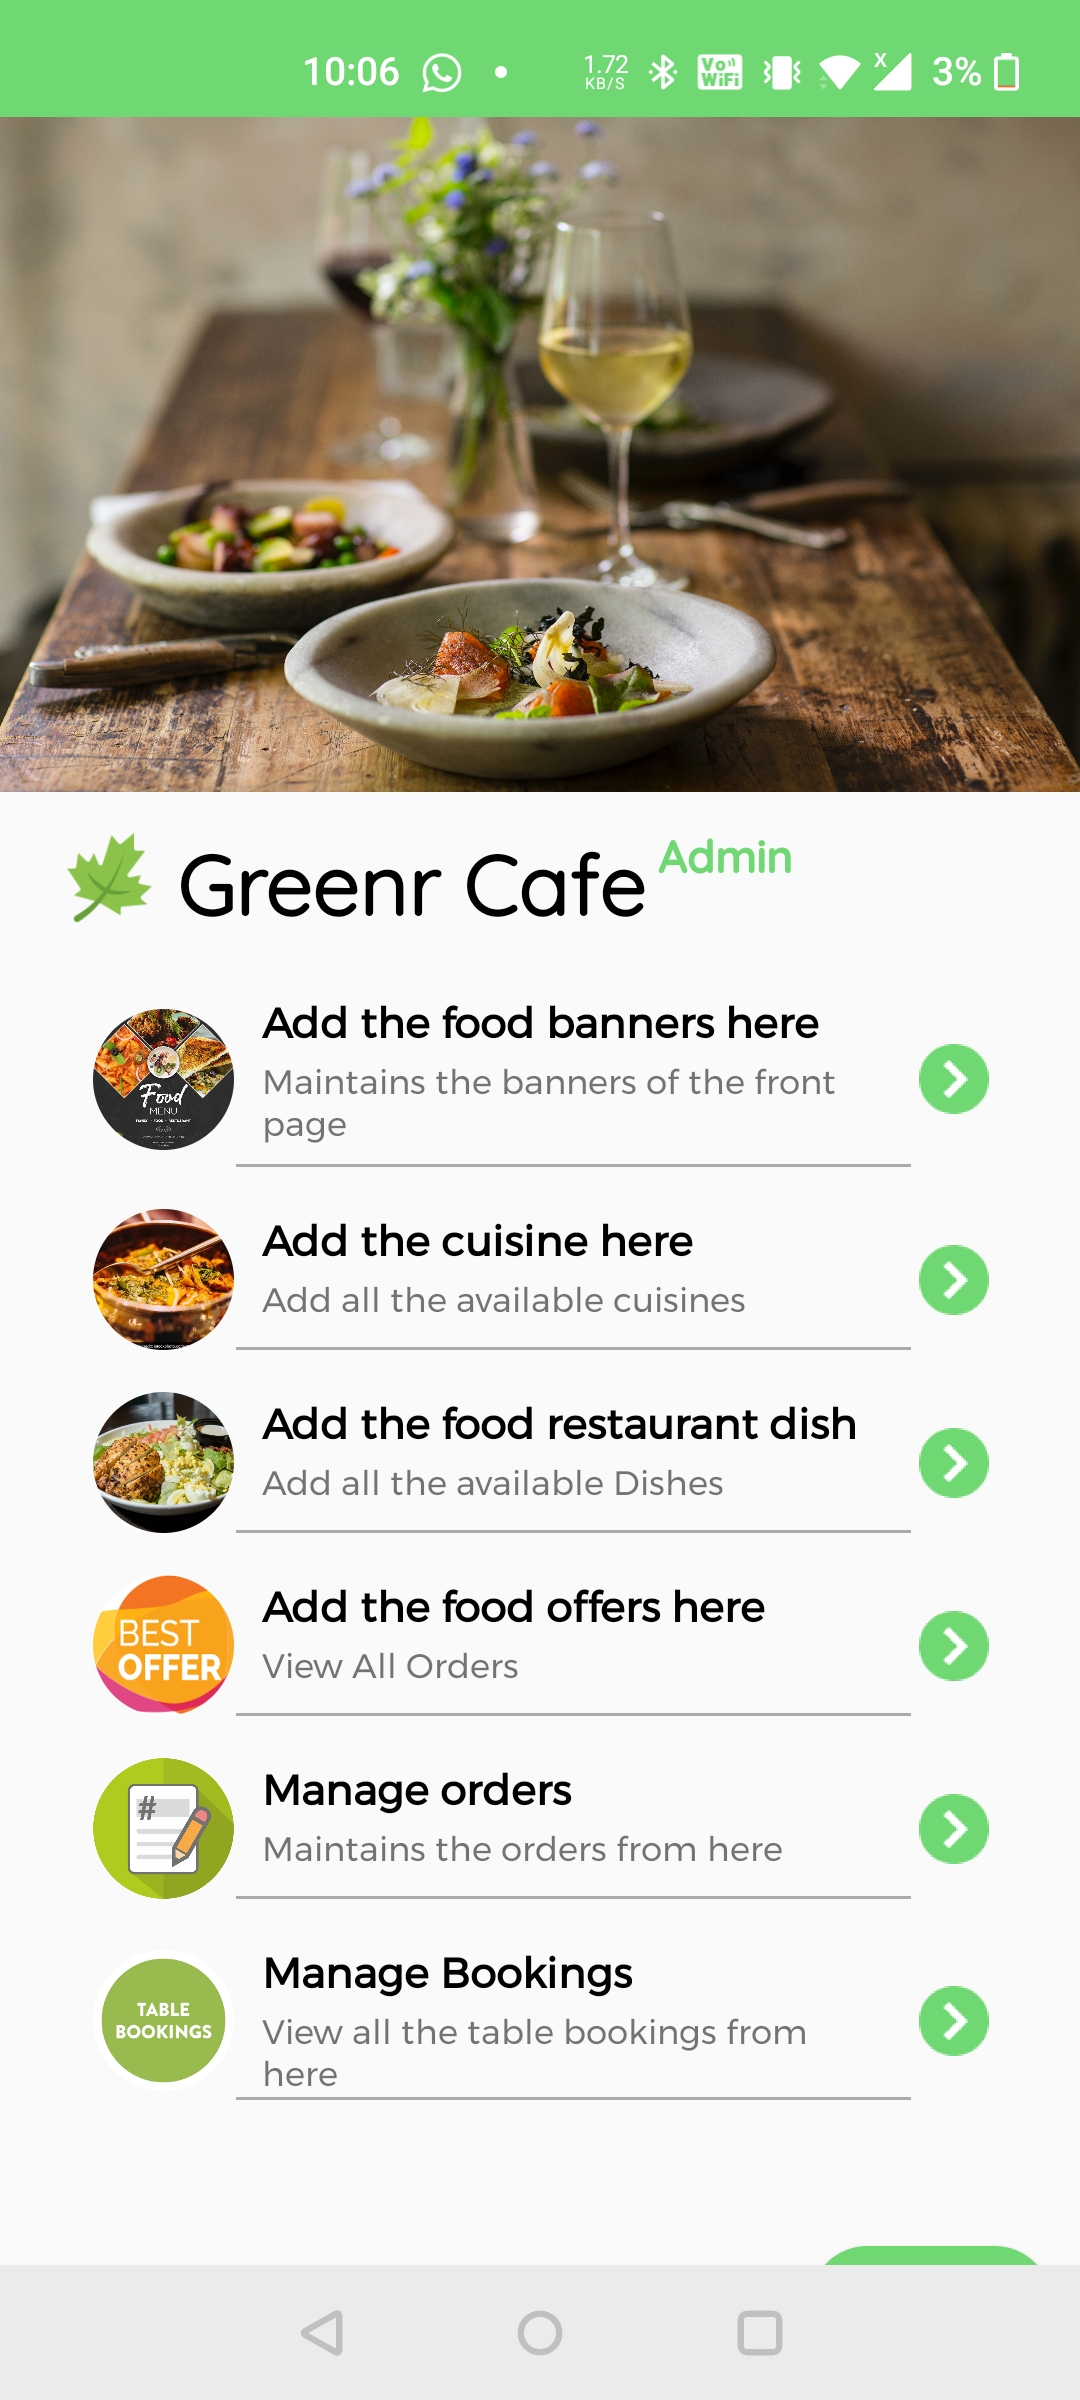 10:06 1.72 KB/S Vo WiFi X 3%
Greenr Cafe Admin
Food
MENU
Add the food banners here
Maintains the banners of the front
page
Add the cuisine here
Add all the available cuisines
Add the food restaurant dish
Add all the available Dishes
BEST
OFFER
Add the food offers here
View All Orders
#
Manage orders
Maintains the orders from here
TABLE
BOOKINGS
Manage Bookings
View all the table bookings from
here